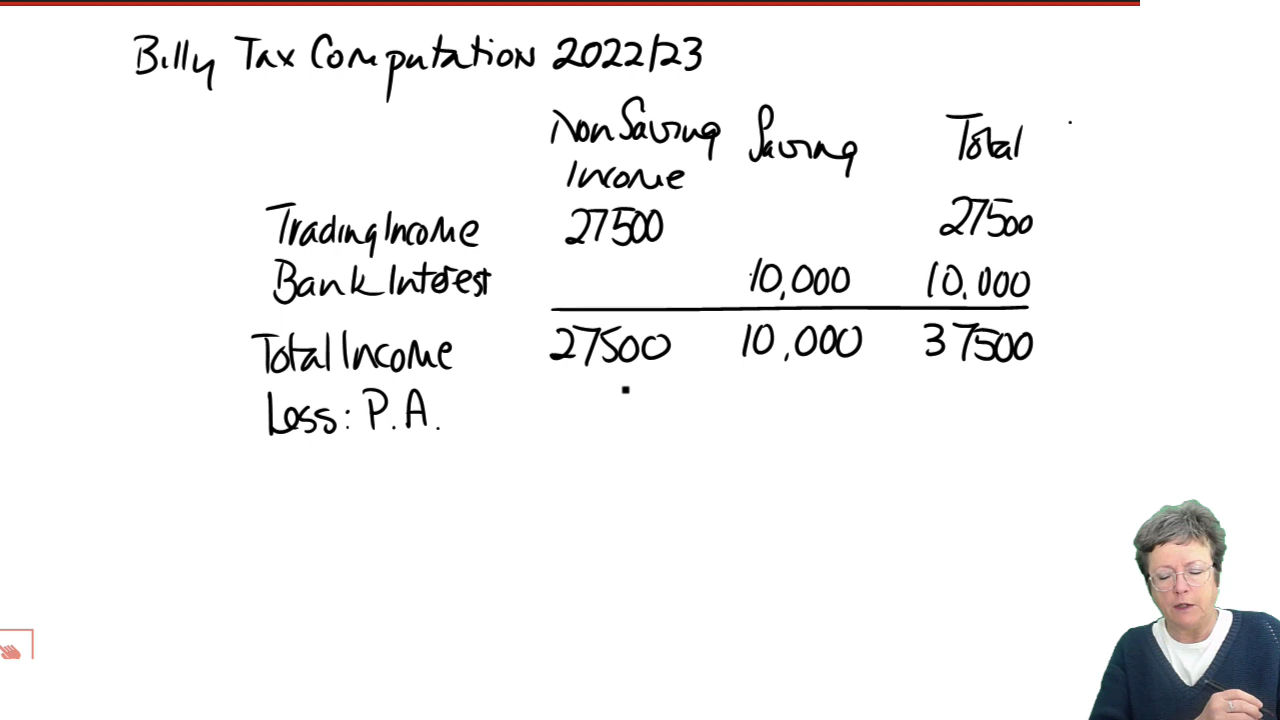 Billy Tax Computation 2022/23
Non Saving Income Saving Total
Trading Income 27500 27500
Bank Interest 10,000 10.000
Total Income 27500 10,000 37500
Less: P.A.